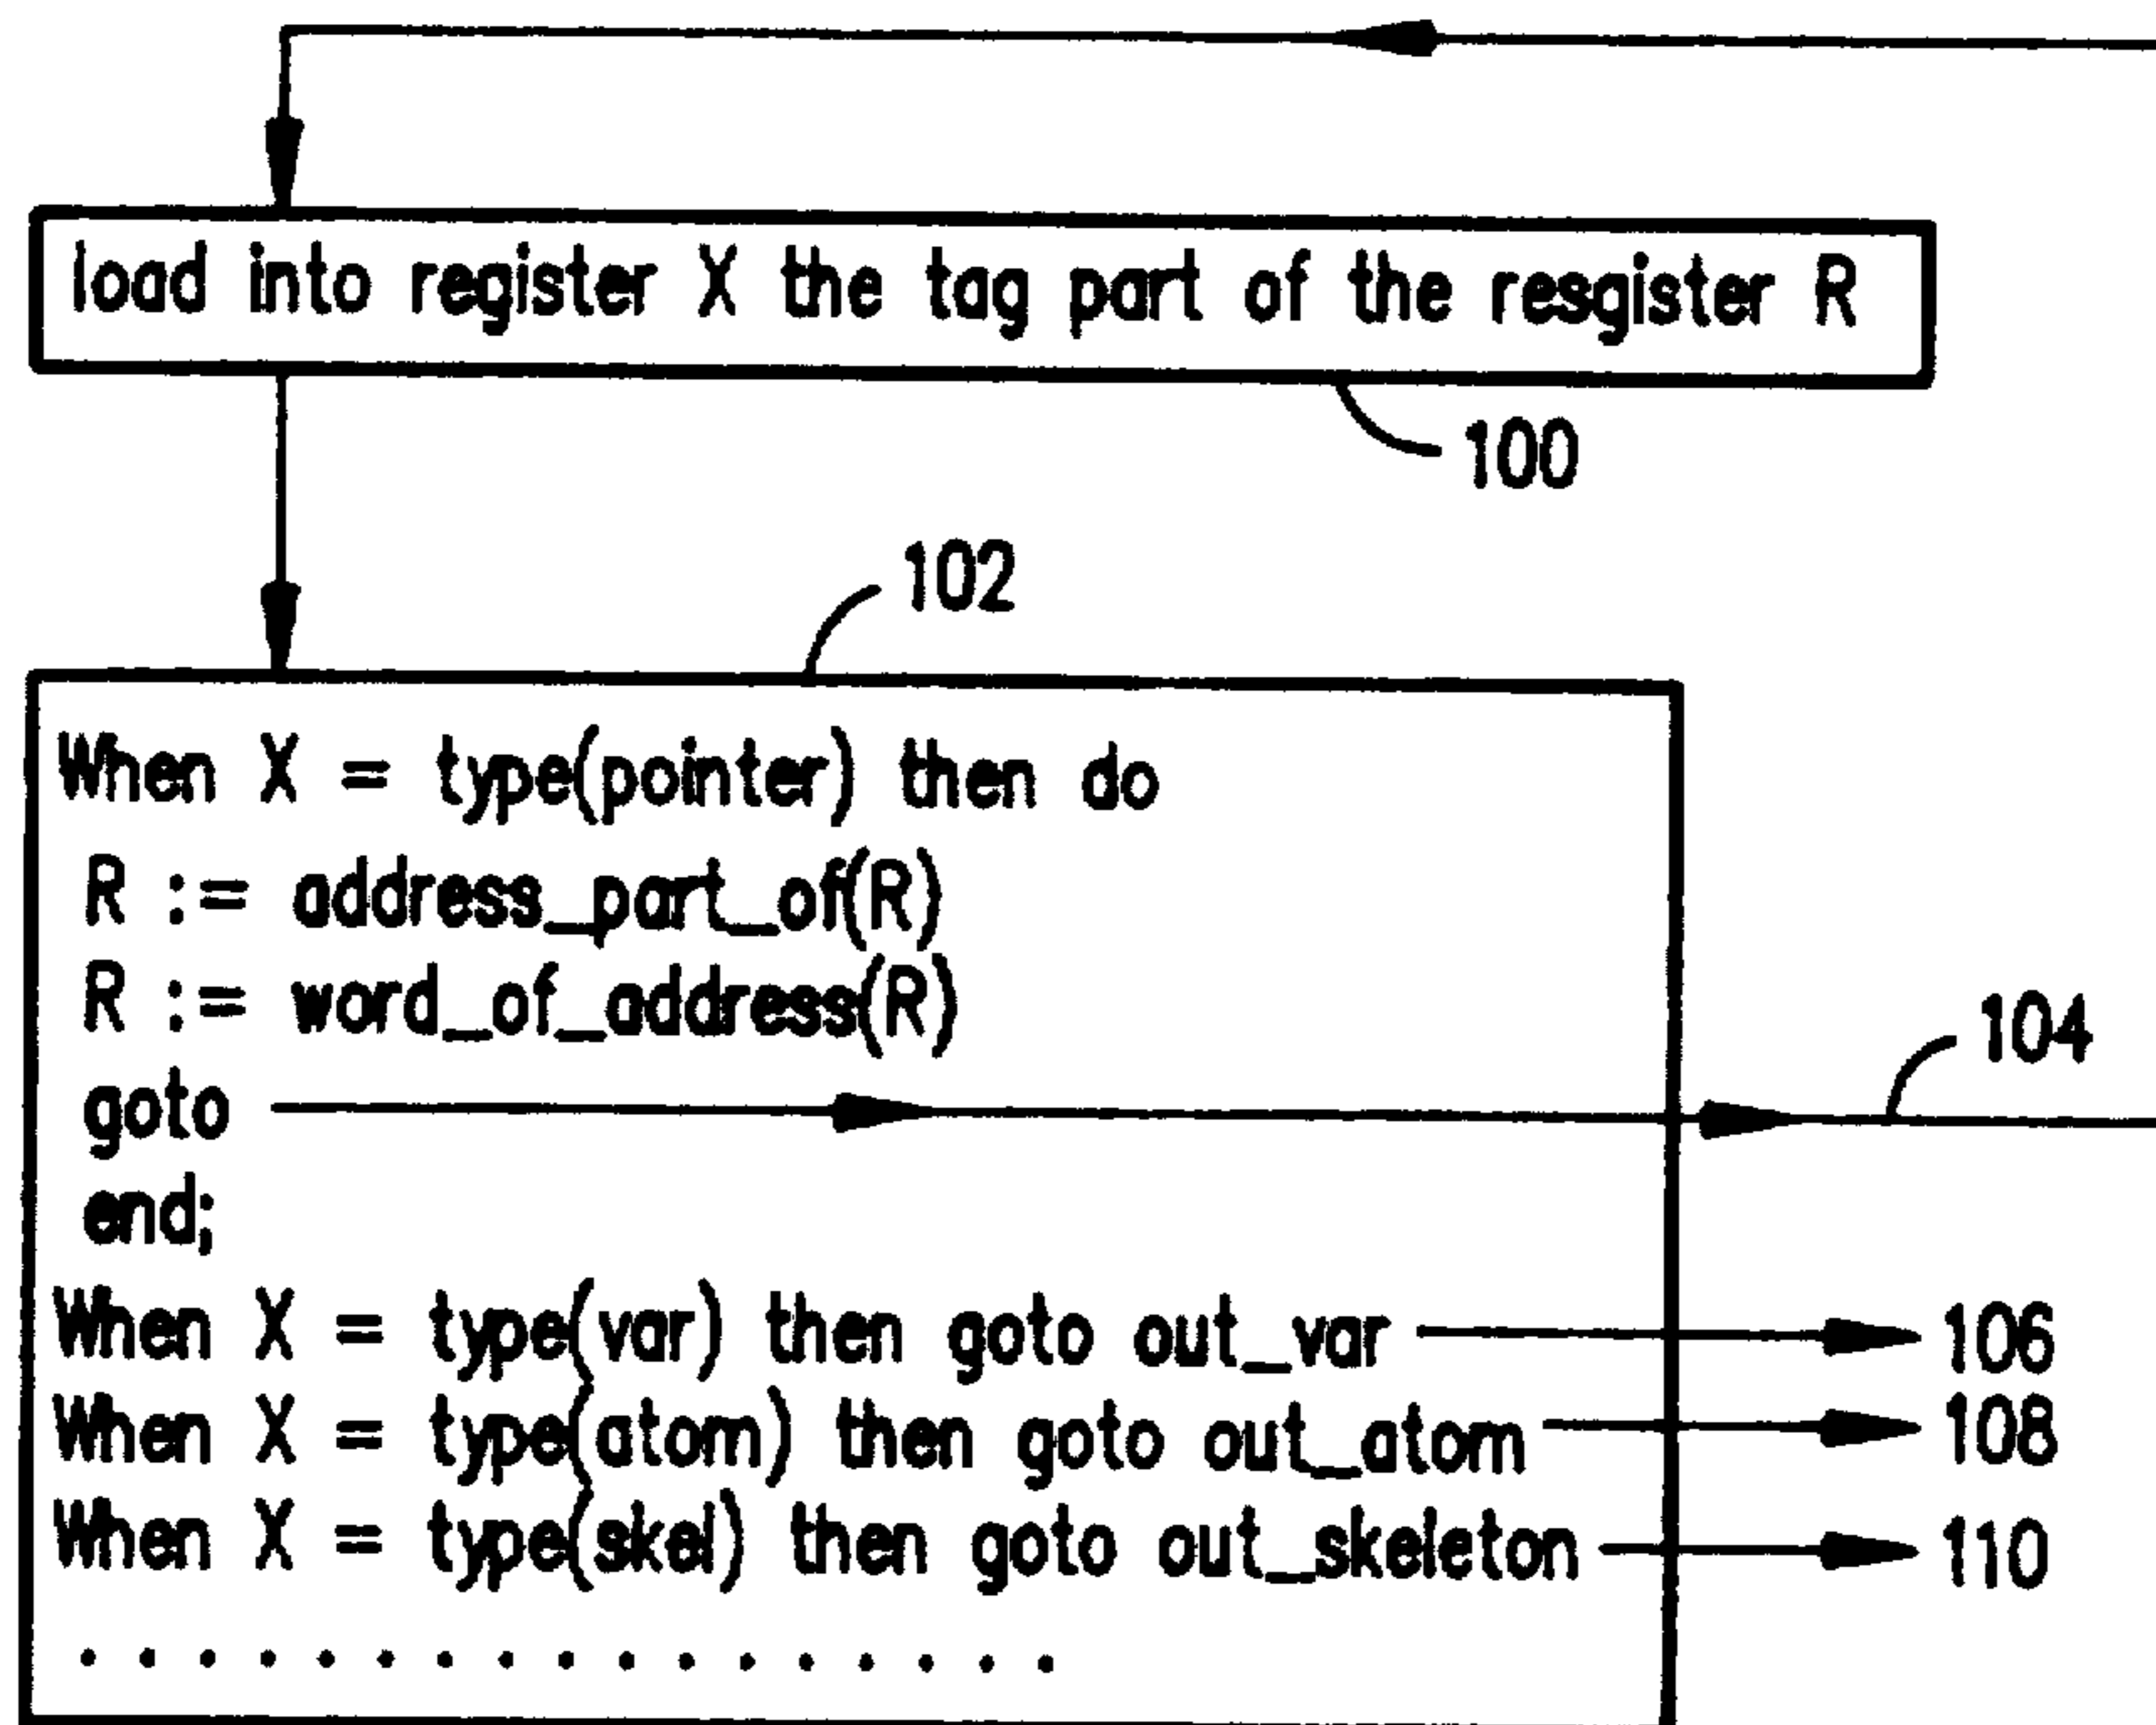 load into register X the tag part of the resgister R
100
102
When X = type(pointer) then do
R := address_part_of(R)
R := word_of_address(R)
104
goto
end;
When X = type(var) then goto out_var
106
When X = type(atom) then goto out_atom
108
When X = type(skel) then goto out_skeleton
110
. . . . . . . . . . . . . . . . .